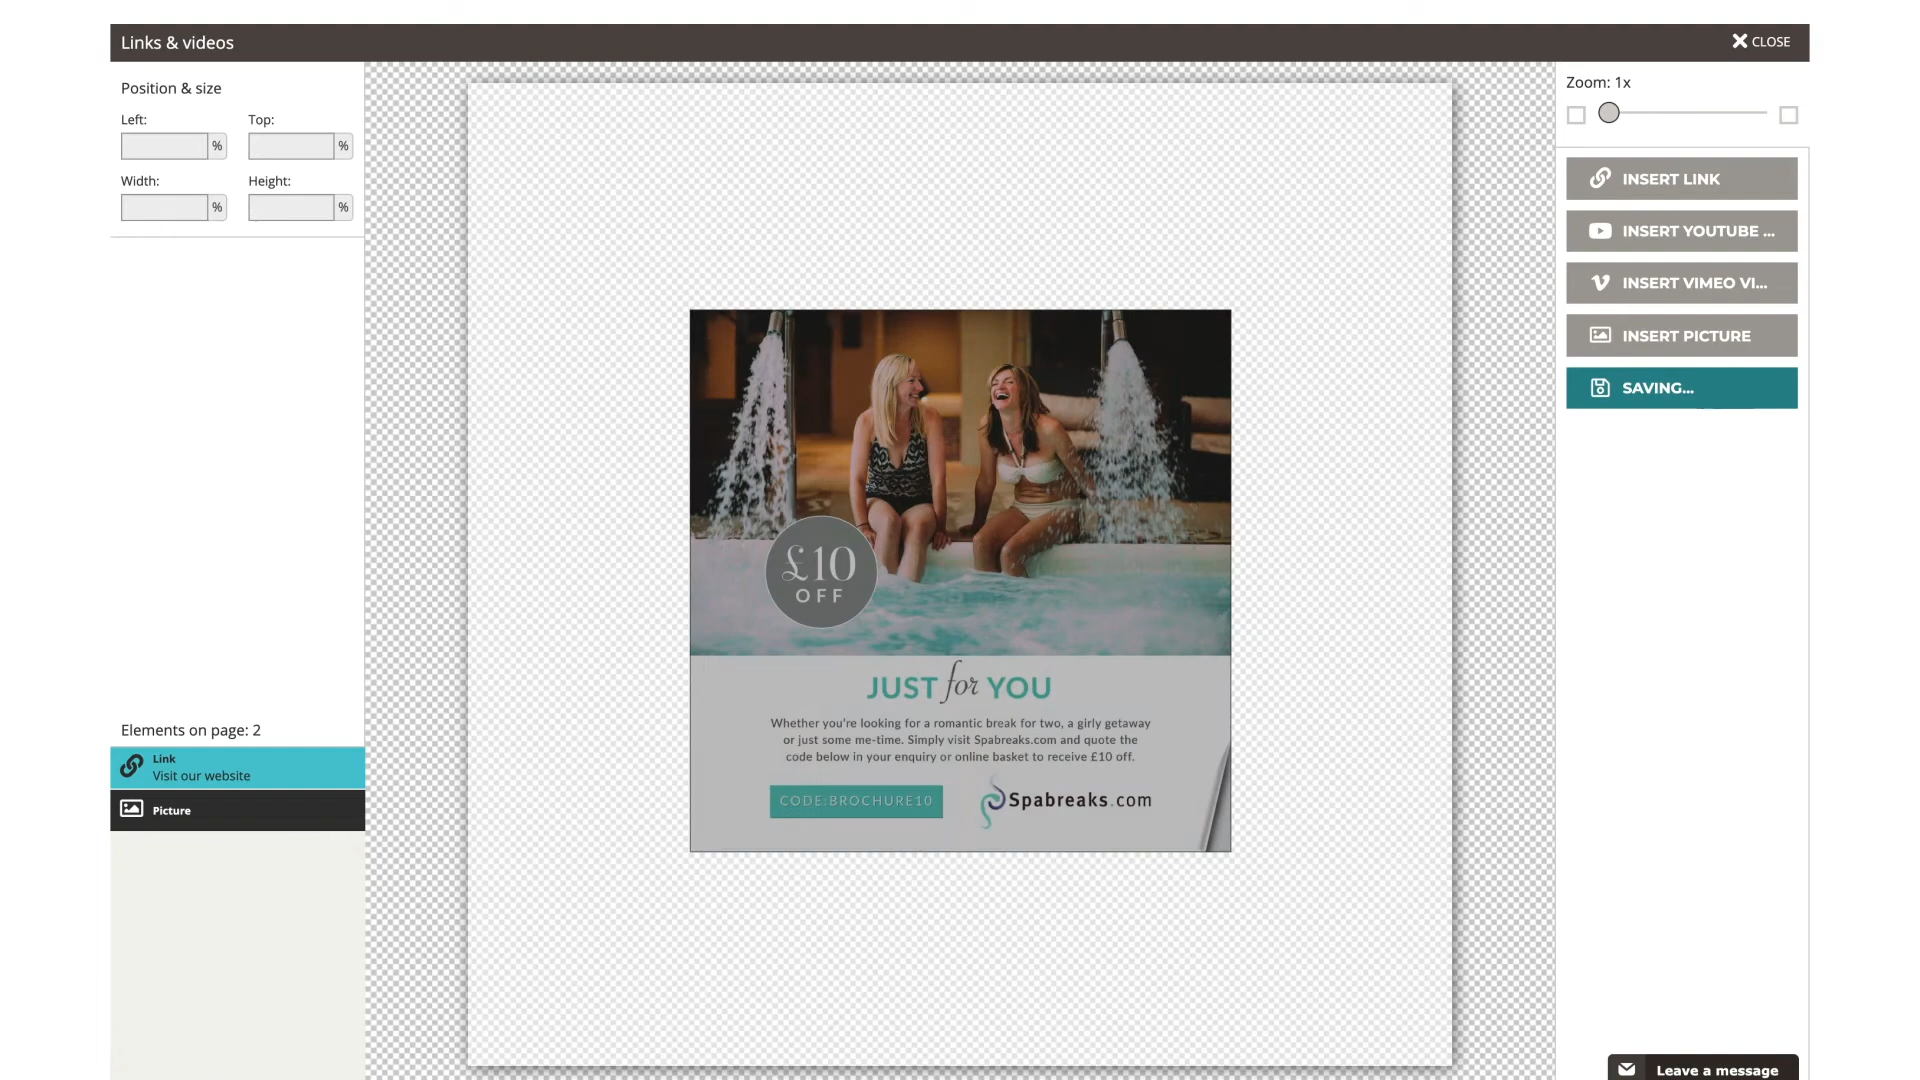 Links & videos
CLOSE
Position & size
Left:
Top:
%
%
Width:
Height:
%
%
Zoom: 1x
INSERT LINK
INSERT YOUTUBE ...
INSERT VIMEO VI...
INSERT PICTURE
SAVING...
£10
OFF
JUST for YOU
Whether you're looking for a romantic break for two, a girly getaway
or just some me-time. Simply visit Spabreaks.com and quote the
code below in your enquiry or online basket to receive £10 off.
CODE:BROCHURE10
Spabreaks.com
Elements on page: 2
Link
Visit our website
Picture
Leave a message